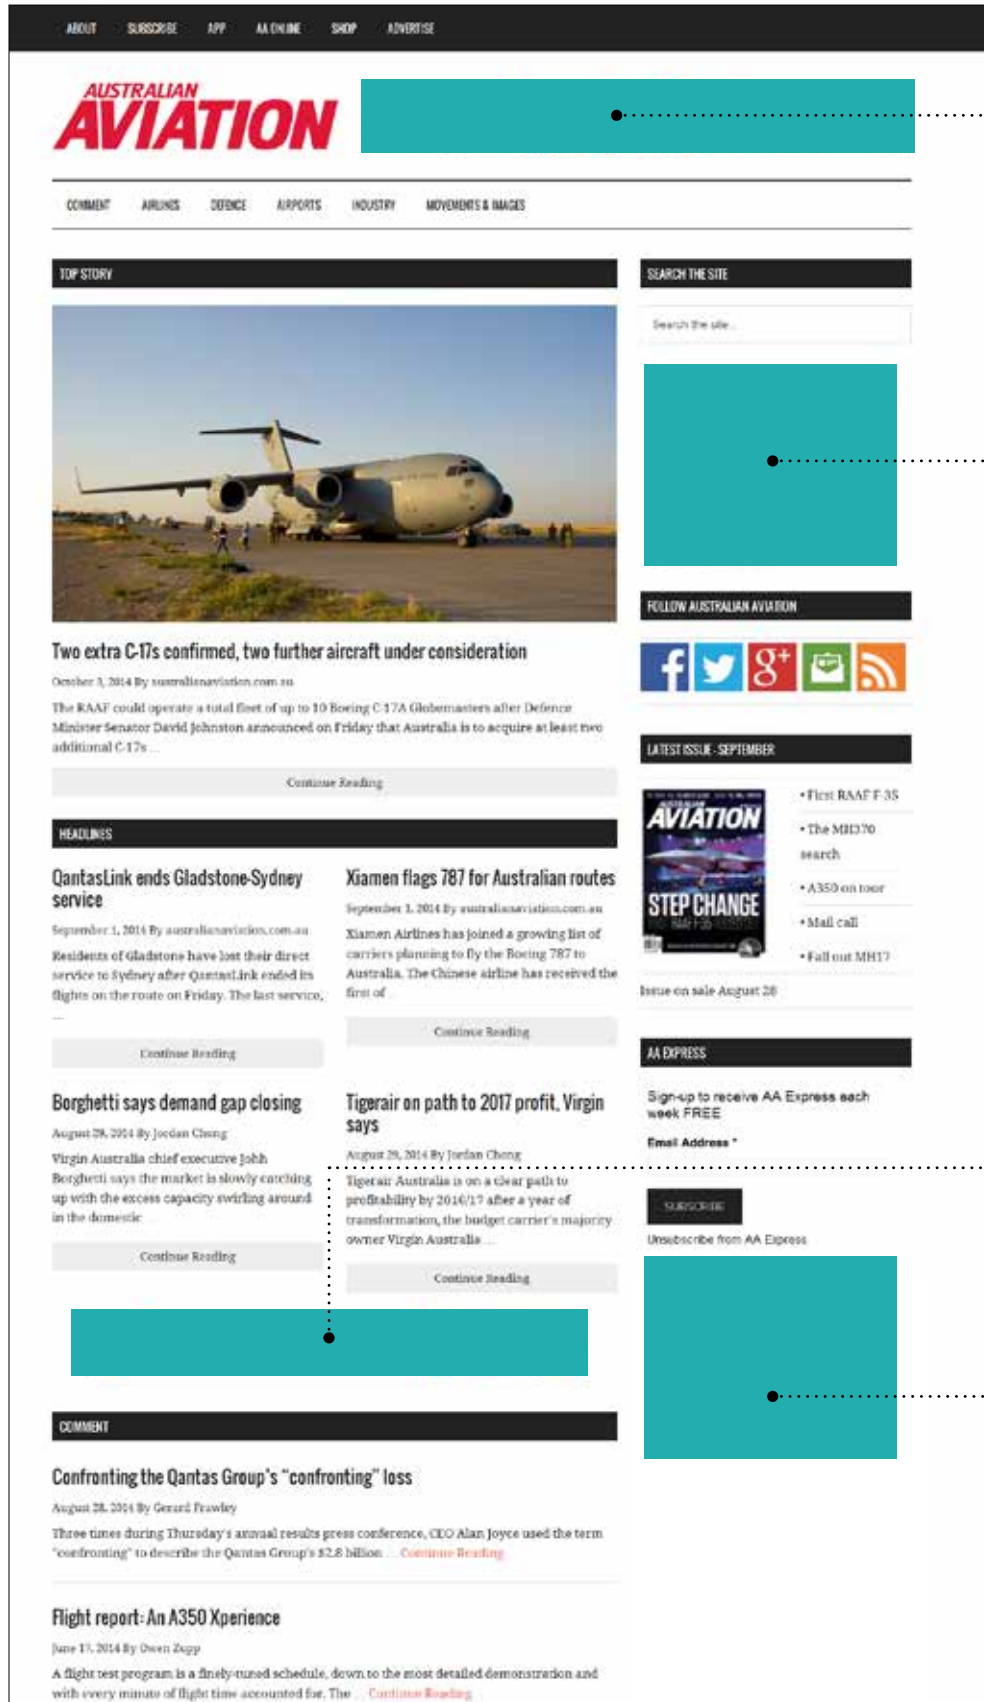 ABOUT SUBSCRIBE APP AA ONLINE SHOP ADVERTISE
AUSTRALIAN
AVIATION
COMMENT AIRLINES DEFENCE AIRPORTS INDUSTRY MOVEMENTS & IMAGES
TOP STORY
Two extra C-17s confirmed, two further aircraft under consideration
October 3, 2014 By australianaviation.com.au
The RAAF could operate a total fleet of up to 10 Boeing C-17A Globemasters after Defence
Minister Senator David Johnston announced on Friday that Australia is to acquire at least two
additional C-17s ...
Continue Reading
HEADLINES
QantasLink ends Gladstone-Sydney
service
September 1, 2014 By australianaviation.com.au
Residents of Gladstone have lost their direct
service to Sydney after QantasLink ended its
flights on the route on Friday. The last service,
...
Continue Reading
Xiamen flags 787 for Australian routes
September 1, 2014 By australianaviation.com.au
Xiamen Airlines has joined a growing list of
carriers planning to fly the Boeing 787 to
Australia. The Chinese airline has received the
first of ...
Continue Reading
Borghetti says demand gap closing
August 29, 2014 By Jordan Chong
Virgin Australia chief executive Johh
Borghetti says the market is slowly catching
up with the excess capacity swirling around
in the domestic ...
Continue Reading
Tigerair on path to 2017 profit, Virgin
says
August 29, 2014 By Jordan Chong
Tigerair Australia is on a clear path to
profitability by 2016/17 after a year of
transformation, the budget carrier's majority
owner Virgin Australia ...
Continue Reading
COMMENT
Confronting the Qantas Group's "confronting" loss
August 28, 2014 By Gerard Frawley
Three times during Thursday's annual results press conference, CEO Alan Joyce used the term
"confronting" to describe the Qantas Group's $2.8 billion ... Continue Reading
Flight report: An A350 Xperience
June 17, 2014 By Owen Zupp
A flight test program is a finely-tuned schedule, down to the most detailed demonstration and
with every minute of flight time accounted for. The ... Continue Reading
SEARCH THE SITE
Search the site ...
FOLLOW AUSTRALIAN AVIATION
f
g+
LATEST ISSUE - SEPTEMBER
AUSTRALIAN
AVIATION
STEP CHANGE
RAAF F-35
• First RAAF F-35
• The MH370
search
• A350 on tour
• Mail call
• Fall out MH17
Issue on sale August 28
AA EXPRESS
Sign-up to receive AA Express each
week FREE
Email Address *
SUBSCRIBE
Unsubscribe from AA Express